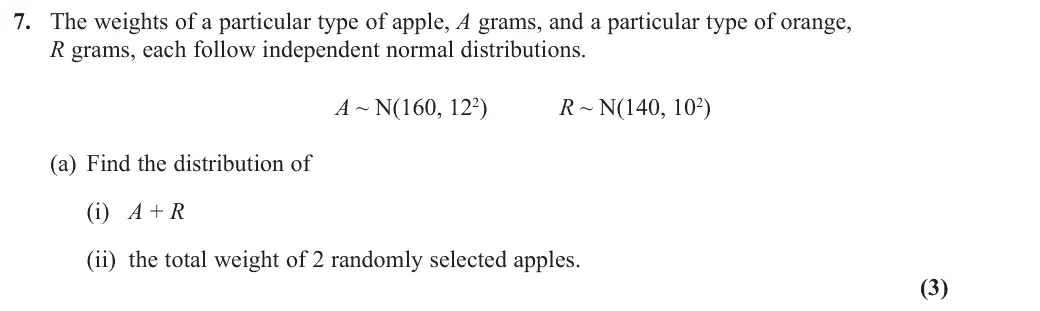 7. The weights of a particular type of apple, A grams, and a particular type of orange,
R grams, each follow independent normal distributions.
A ~ N(160, 12²) R ~ N(140, 10²)
(a) Find the distribution of
(i) A + R
(ii) the total weight of 2 randomly selected apples.
(3)